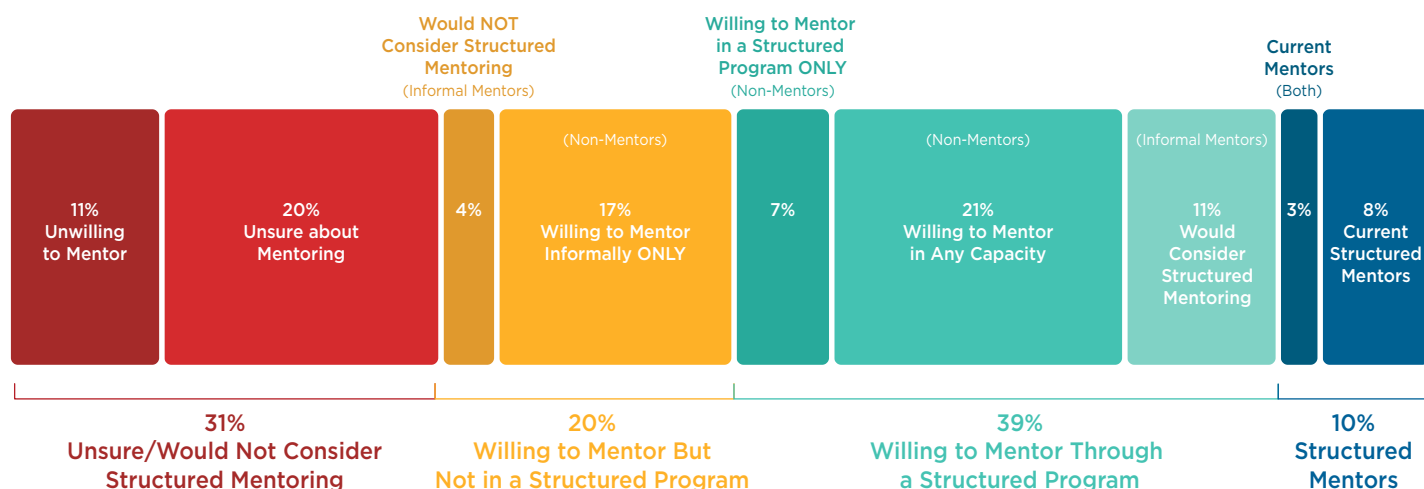 Would NOT
Consider Structured
Mentoring
(Informal Mentors)
Willing to Mentor
in a Structured
Program ONLY
(Non-Mentors)
Current
Mentors
(Both)
11%
Unwilling
to Mentor
20%
Unsure about
Mentoring
4%
(Non-Mentors)
17%
Willing to Mentor
Informally ONLY
7%
(Non-Mentors)
21%
Willing to Mentor
in Any Capacity
(Informal Mentors)
11%
Would
Consider
Structured
Mentoring
3%
8%
Current
Structured
Mentors
31%
Unsure/Would Not Consider
Structured Mentoring
20%
Willing to Mentor But
Not in a Structured Program
39%
Willing to Mentor Through
a Structured Program
10%
Structured
Mentors